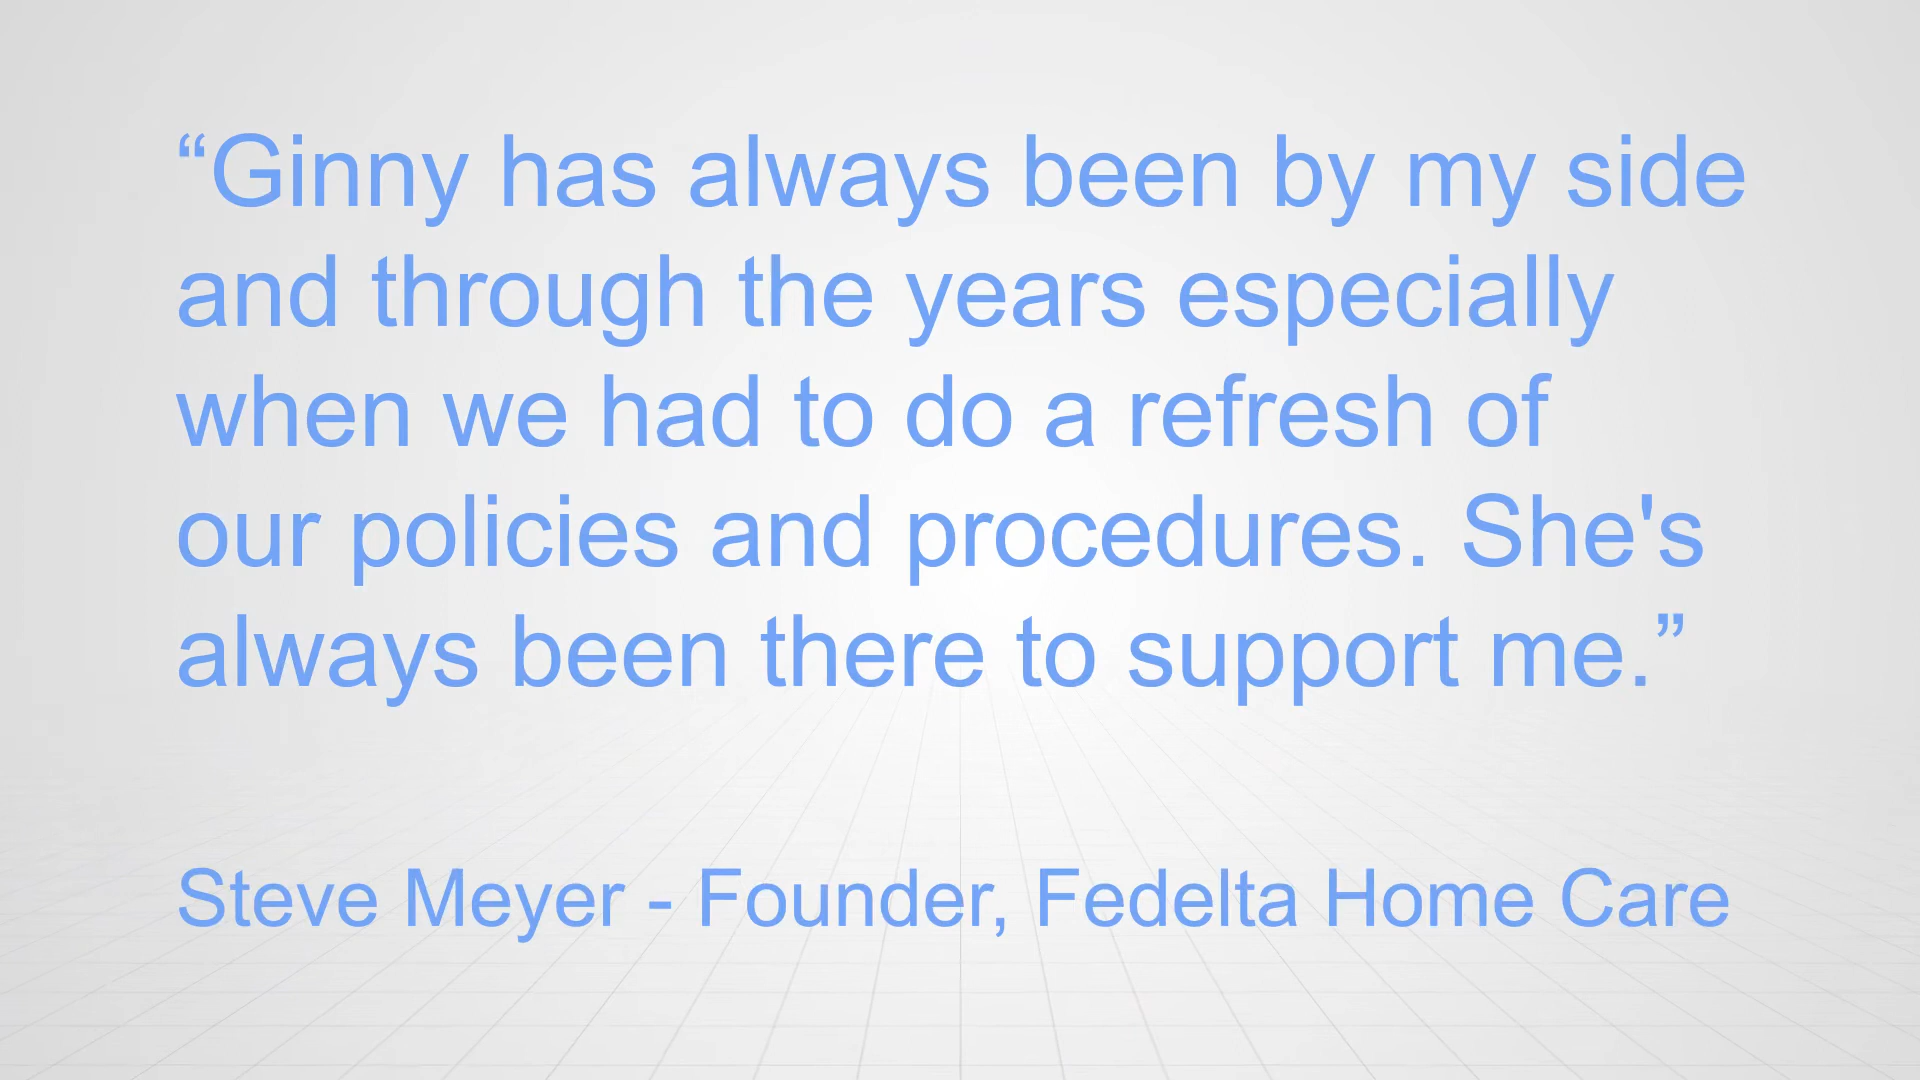 “Ginny has always been by my side
and through the years especially
when we had to do a refresh of
our policies and procedures. She's
always been there to support me.”
Steve Meyer - Founder, Fedelta Home Care